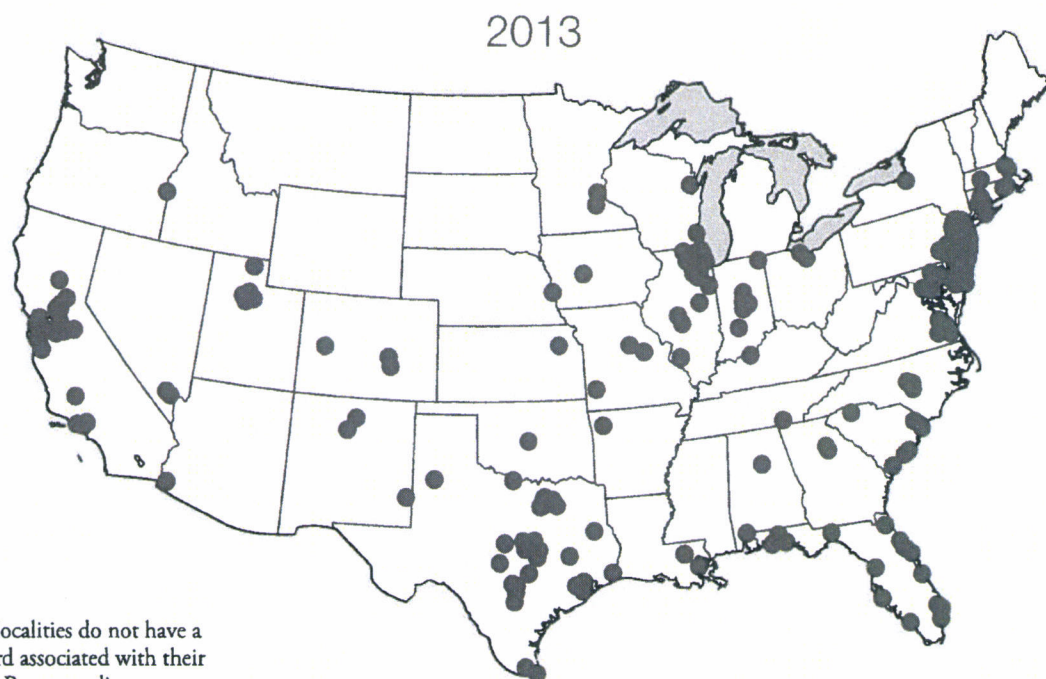 2013
ocalities do not have a
rd associated with their